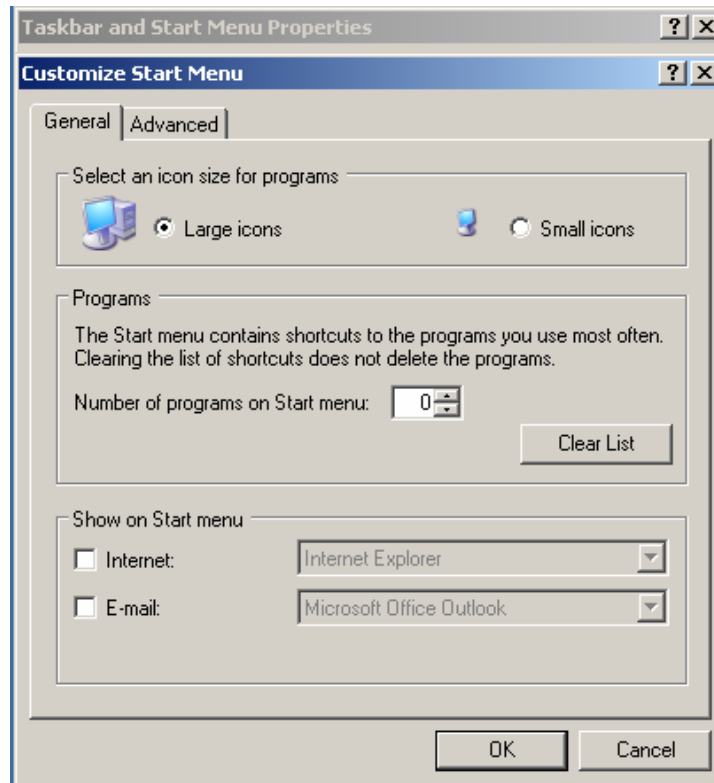 Taskbar and Start Menu Properties
Customize Start Menu
General
Advanced
Select an icon size for programs
Large icons
Small icons
Programs
The Start menu contains shortcuts to the programs you use most often.
Clearing the list of shortcuts does not delete the programs.
Number of programs on Start menu: 0
Clear List
Show on Start menu
Internet: Internet Explorer
E-mail: Microsoft Office Outlook
OK Cancel